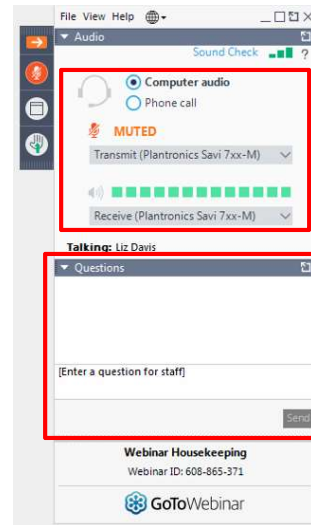 File View Help
Audio
Sound Check ?
Computer audio
Phone call
MUTED
Transmit (Plantronics Savi 7xx-M)
Receive (Plantronics Savi 7xx-M)
Talking: Liz Davis
Questions
[Enter a question for staff]
Send
Webinar Housekeeping
Webinar ID: 608-865-371
GoToWebinar